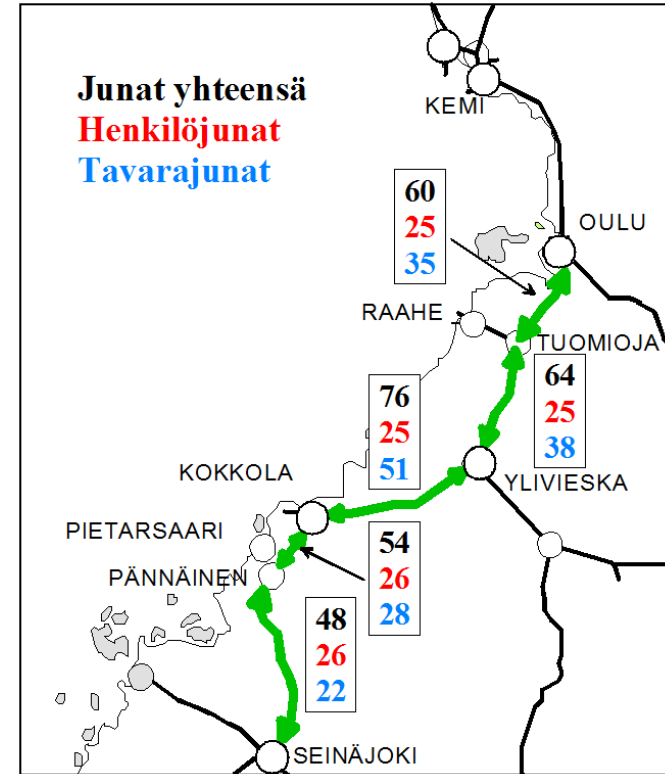 Junat yhteensä
Henkilöjunat
Tavarajunat
KEMI
60
25
35
OULU
RAAHE
TUOMIOJA
64
25
38
76
25
51
KOKKOLA
YLIVIESKA
PIETARSAARI
PÄNNÄINEN
54
26
28
48
26
22
SEINÄJOKI